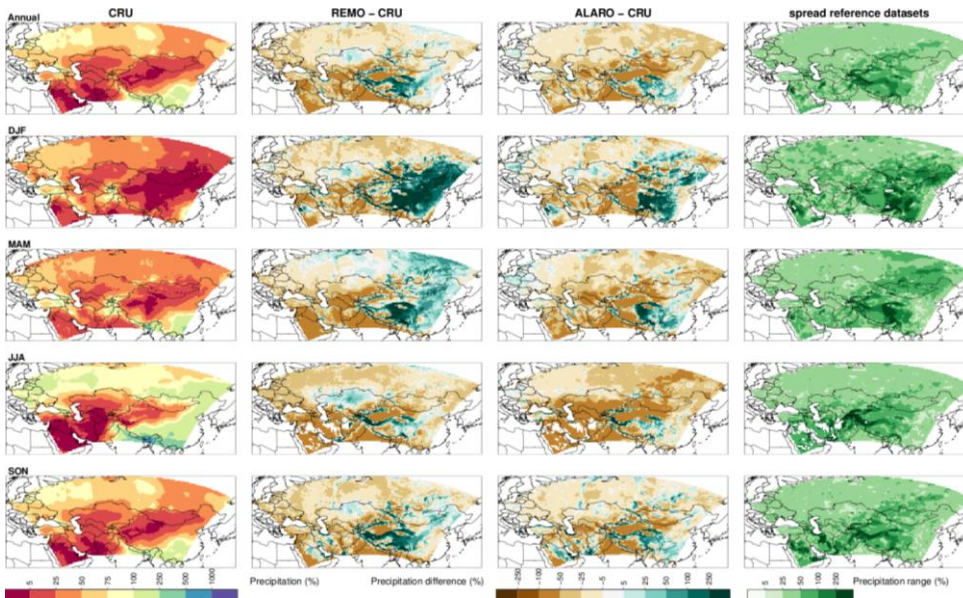 CRU REMO – CRU ALARO – CRU spread reference datasets
Annual
DJF
MAM
JJA
SON
Precipitation (%) Precipitation difference (%) Precipitation range (%)
5 25 50 100 250 500 1000 −250 −100 −50 −25 −5 5 25 50 100 250 5 25 50 100 250